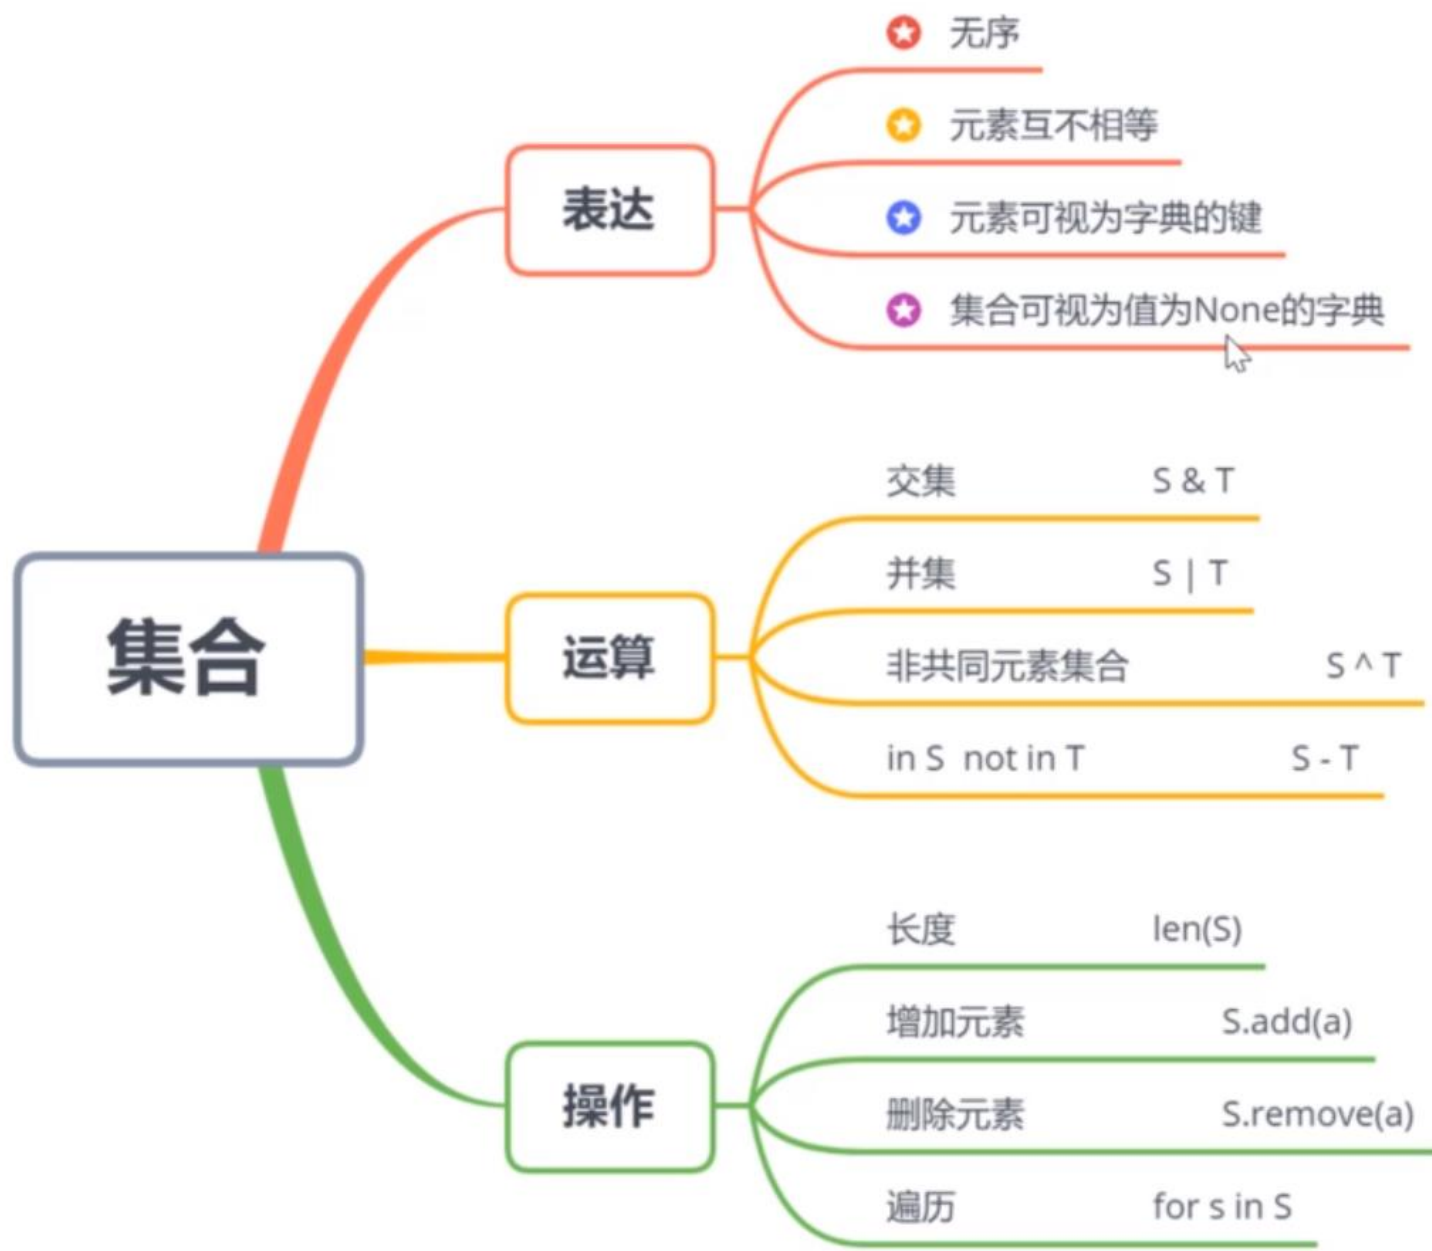 无序
元素互不相等
表达
元素可视为字典的键
集合可视为值为None的字典
交集 S & T
并集 S | T
集合
运算
非共同元素集合 S ^ T
in S not in T S - T
长度 len(S)
增加元素 S.add(a)
操作
删除元素 S.remove(a)
遍历 for s in S